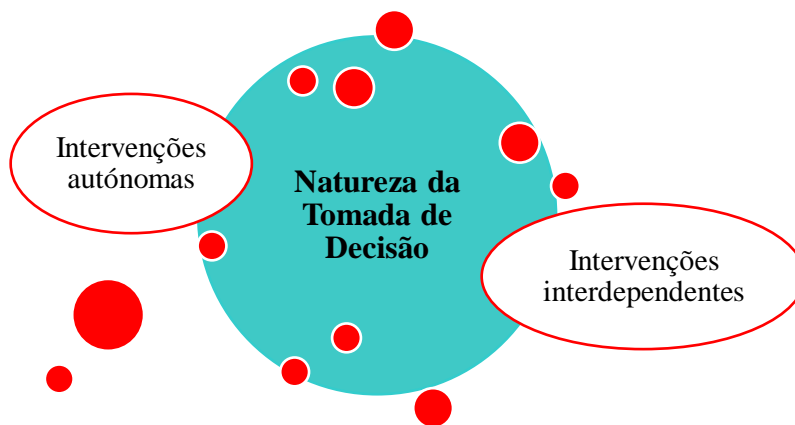 Intervenções
autónomas
Natureza da
Tomada de
Decisão
Intervenções
interdependentes